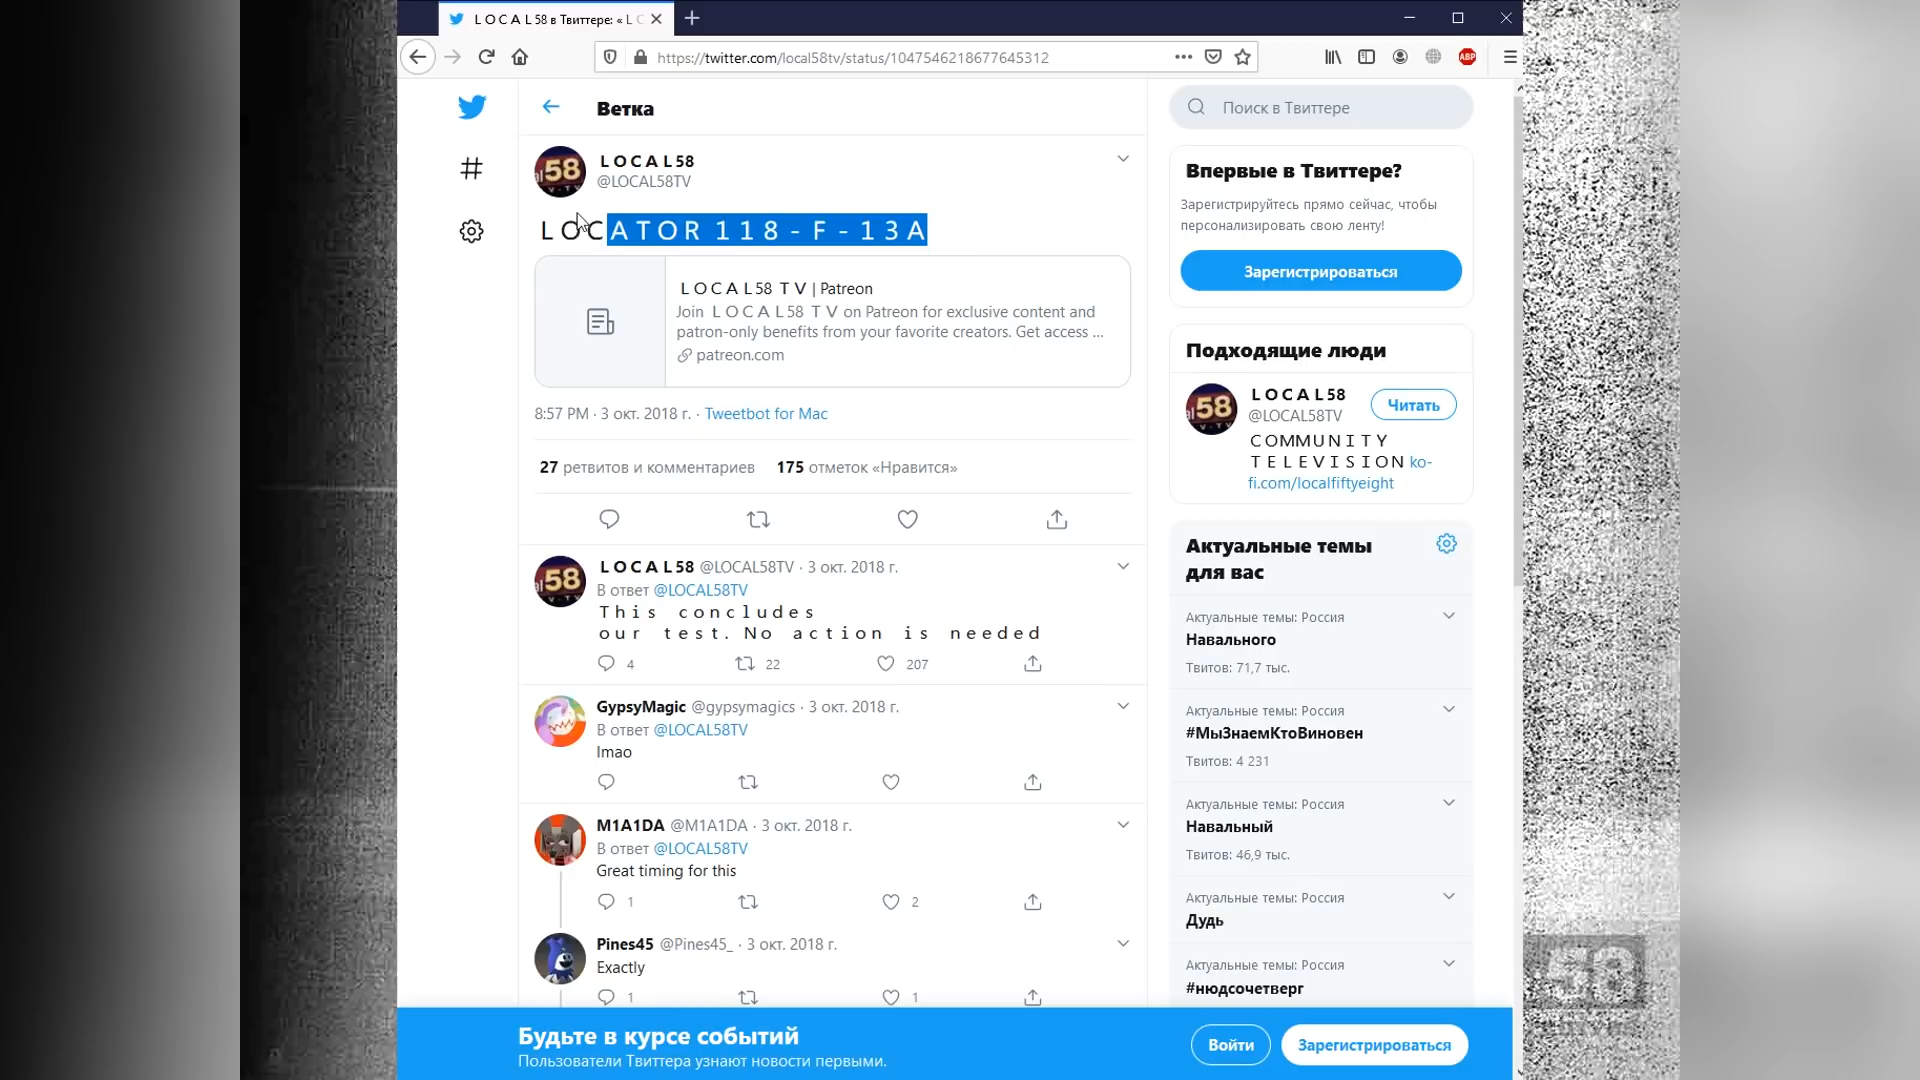 L O C A L 58 в Твиттере: « L C
https://twitter.com/local58tv/status/1047546218677645312
ABP
Ветка
Поиск в Твиттере
L O C A L 58
@LOCAL58TV
L O C A T O R 1 1 8 - F - 1 3 A
L O C A L 58 T V | Patreon
Join L O C A L 58 T V on Patreon for exclusive content and
patron-only benefits from your favorite creators. Get access ...
patreon.com
8:57 PM · 3 окт. 2018 г. · Tweetbot for Mac
27 ретвитов и комментариев 175 отметок «Нравится»
L O C A L 58 @LOCAL58TV · 3 окт. 2018 г.
В ответ @LOCAL58TV
T h i s c o n c l u d e s
o u r t e s t. N o a c t i o n i s n e e d e d
4 22 207
GypsyMagic @gypsymagics · 3 окт. 2018 г.
В ответ @LOCAL58TV
lmao
M1A1DA @M1A1DA · 3 окт. 2018 г.
В ответ @LOCAL58TV
Great timing for this
1 2
Pines45 @Pines45_ · 3 окт. 2018 г.
Exactly
1 1
Впервые в Твиттере?
Зарегистрируйтесь прямо сейчас, чтобы
персонализировать свою ленту!
Зарегистрироваться
Подходящие люди
L O C A L 58
@LOCAL58TV
Читать
C O M M U N I T Y
T E L E V I S I O N ko-
fi.com/localfiftyeight
Актуальные темы
для вас
Актуальные темы: Россия
Навального
Твитов: 71,7 тыс.
Актуальные темы: Россия
#МыЗнаемКтоВиновен
Твитов: 4 231
Актуальные темы: Россия
Навальный
Твитов: 46,9 тыс.
Актуальные темы: Россия
Дудь
Актуальные темы: Россия
#нюдсочетверг
Будьте в курсе событий
Пользователи Твиттера узнают новости первыми.
Войти
Зарегистрироваться
58